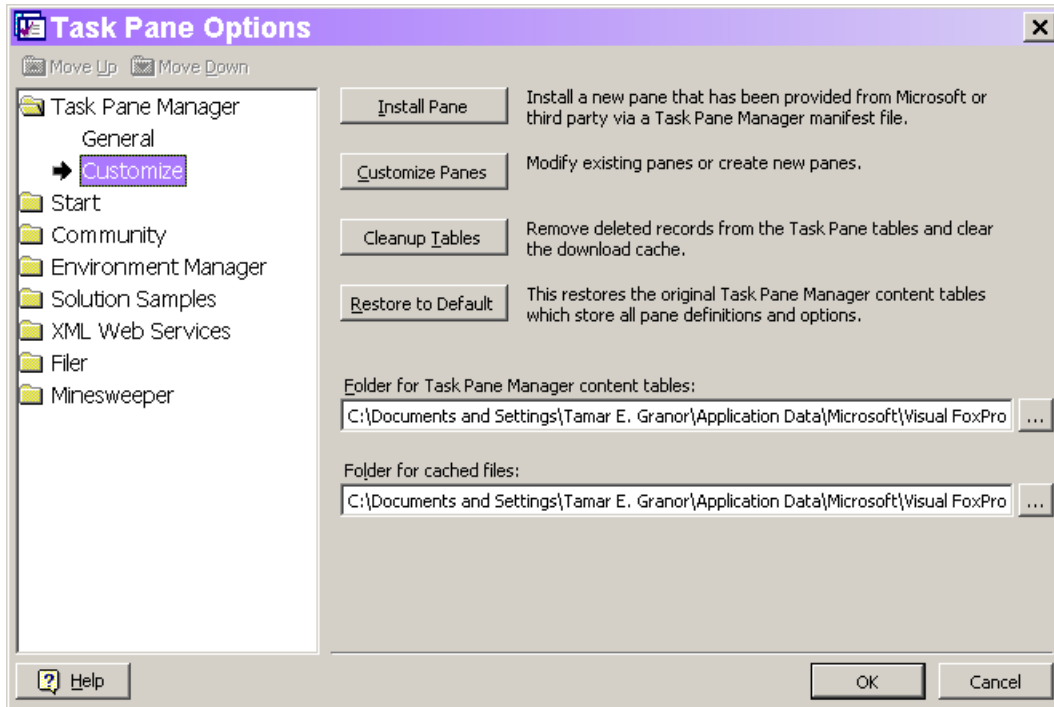 Task Pane Options
Move Up Move Down
Task Pane Manager
General
Customize
Start
Community
Environment Manager
Solution Samples
XML Web Services
Filer
Minesweeper
Install Pane
Install a new pane that has been provided from Microsoft or
third party via a Task Pane Manager manifest file.
Customize Panes
Modify existing panes or create new panes.
Cleanup Tables
Remove deleted records from the Task Pane tables and clear
the download cache.
Restore to Default
This restores the original Task Pane Manager content tables
which store all pane definitions and options.
Folder for Task Pane Manager content tables:
C:\Documents and Settings\Tamar E. Granor\Application Data\Microsoft\Visual FoxPro ...
Folder for cached files:
C:\Documents and Settings\Tamar E. Granor\Application Data\Microsoft\Visual FoxPro ...
Help
OK
Cancel